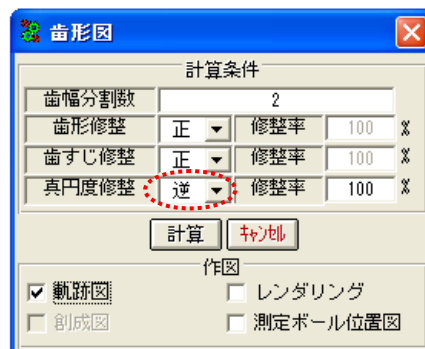 歯形図
計算条件
歯幅分割数 2
歯形修整 正 修整率 100 %
歯すじ修整 正 修整率 100 %
真円度修整 逆 修整率 100 %
計算 キャンセル
作図
軌跡図 レンダリング
創成図 測定ボール位置図